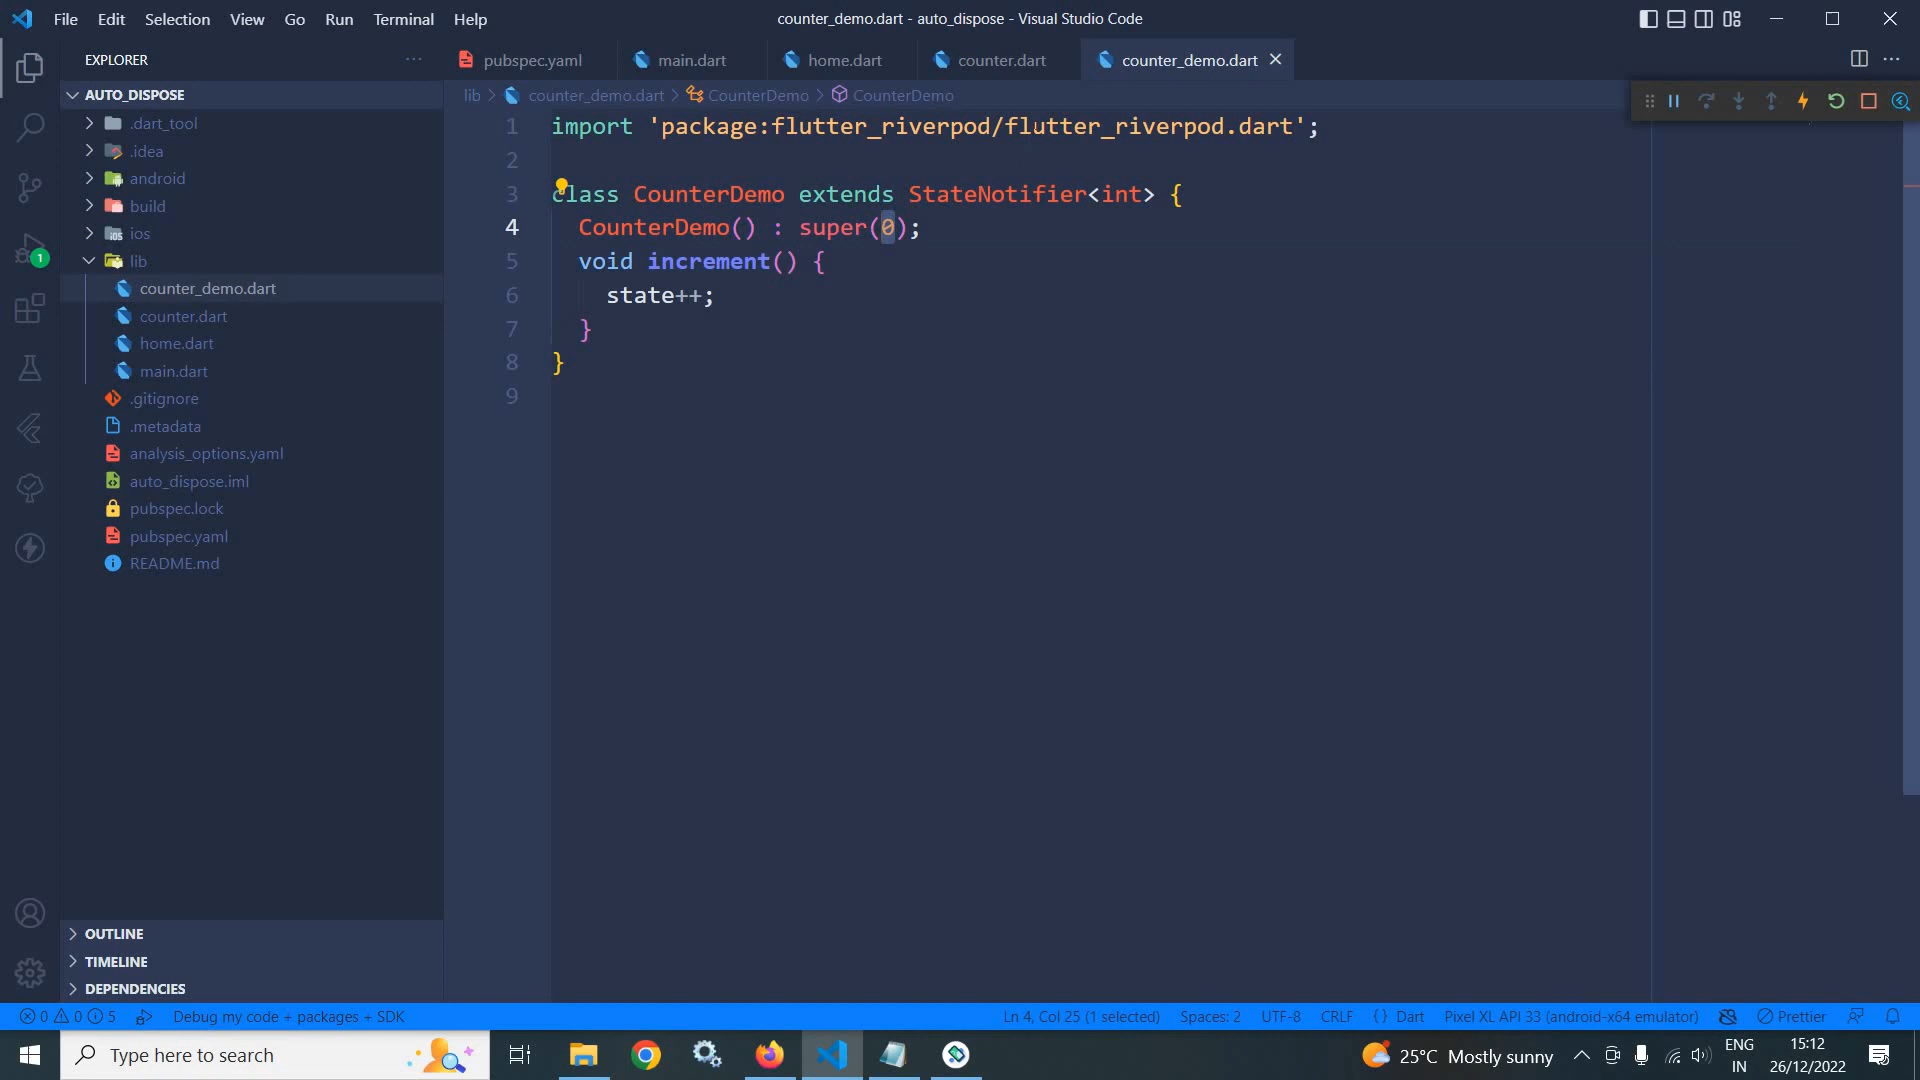 File Edit Selection View Go Run Terminal Help
counter_demo.dart - auto_dispose - Visual Studio Code
EXPLORER
pubspec.yaml
main.dart
home.dart
counter.dart
counter_demo.dart
AUTO_DISPOSE
lib > counter_demo.dart > CounterDemo > CounterDemo
.dart_tool
.idea
android
build
ios
lib
counter_demo.dart
counter.dart
home.dart
main.dart
.gitignore
.metadata
analysis_options.yaml
auto_dispose.iml
pubspec.lock
pubspec.yaml
README.md
1 import 'package:flutter_riverpod/flutter_riverpod.dart';
2
3 class CounterDemo extends StateNotifier<int> {
4 CounterDemo() : super(0);
5 void increment() {
6 state++;
7 }
8 }
9
1
OUTLINE
TIMELINE
DEPENDENCIES
0 0 5 Debug my code + packages + SDK
Ln 4, Col 25 (1 selected) Spaces: 2 UTF-8 CRLF { } Dart Pixel XL API 33 (android-x64 emulator) Prettier
Type here to search
25°C Mostly sunny
ENG
IN
15:12
26/12/2022